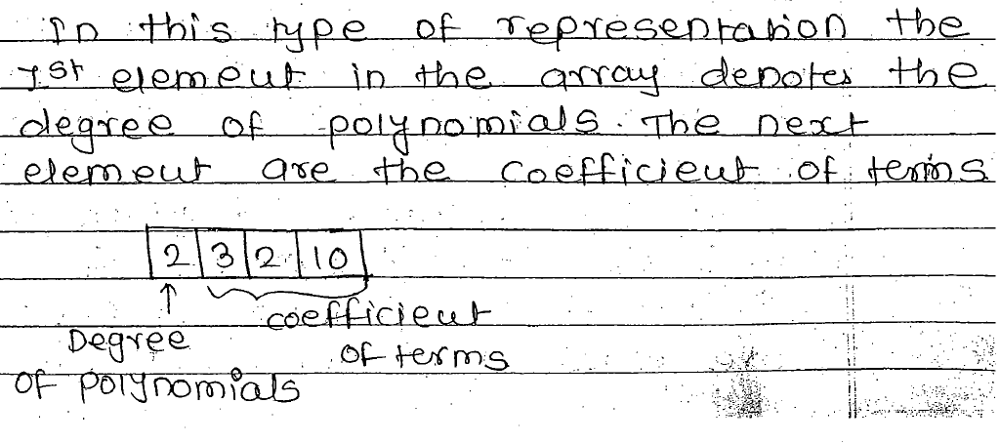 In this type of representation the
1st element in the array denotes the
degree of polynomials. The next
element are the coefficient of terms
2 3 2 10
coefficient
of terms
Degree
of polynomials